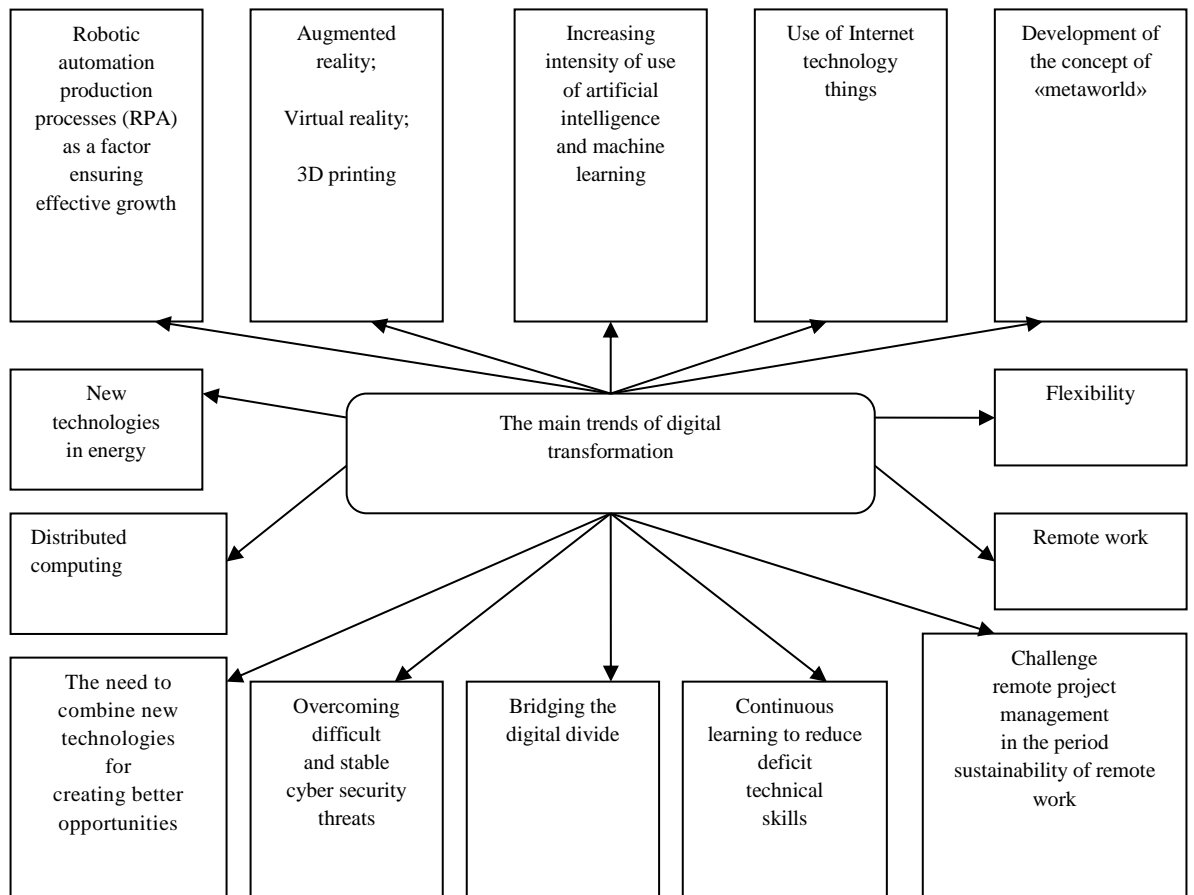 Robotic
automation
production
processes (RPA)
as a factor
ensuring
effective growth
Augmented
reality;
Virtual reality;
3D printing
Increasing
intensity of use
of artificial
intelligence
and machine
learning
Use of Internet
technology
things
Development of
the concept of
«metaworld»
New
technologies
in energy
The main trends of digital
transformation
Flexibility
Distributed
computing
Remote work
The need to
combine new
technologies
for
creating better
opportunities
Overcoming
difficult
and stable
cyber security
threats
Bridging the
digital divide
Continuous
learning to reduce
deficit
technical
skills
Challenge
remote project
management
in the period
sustainability of remote
work